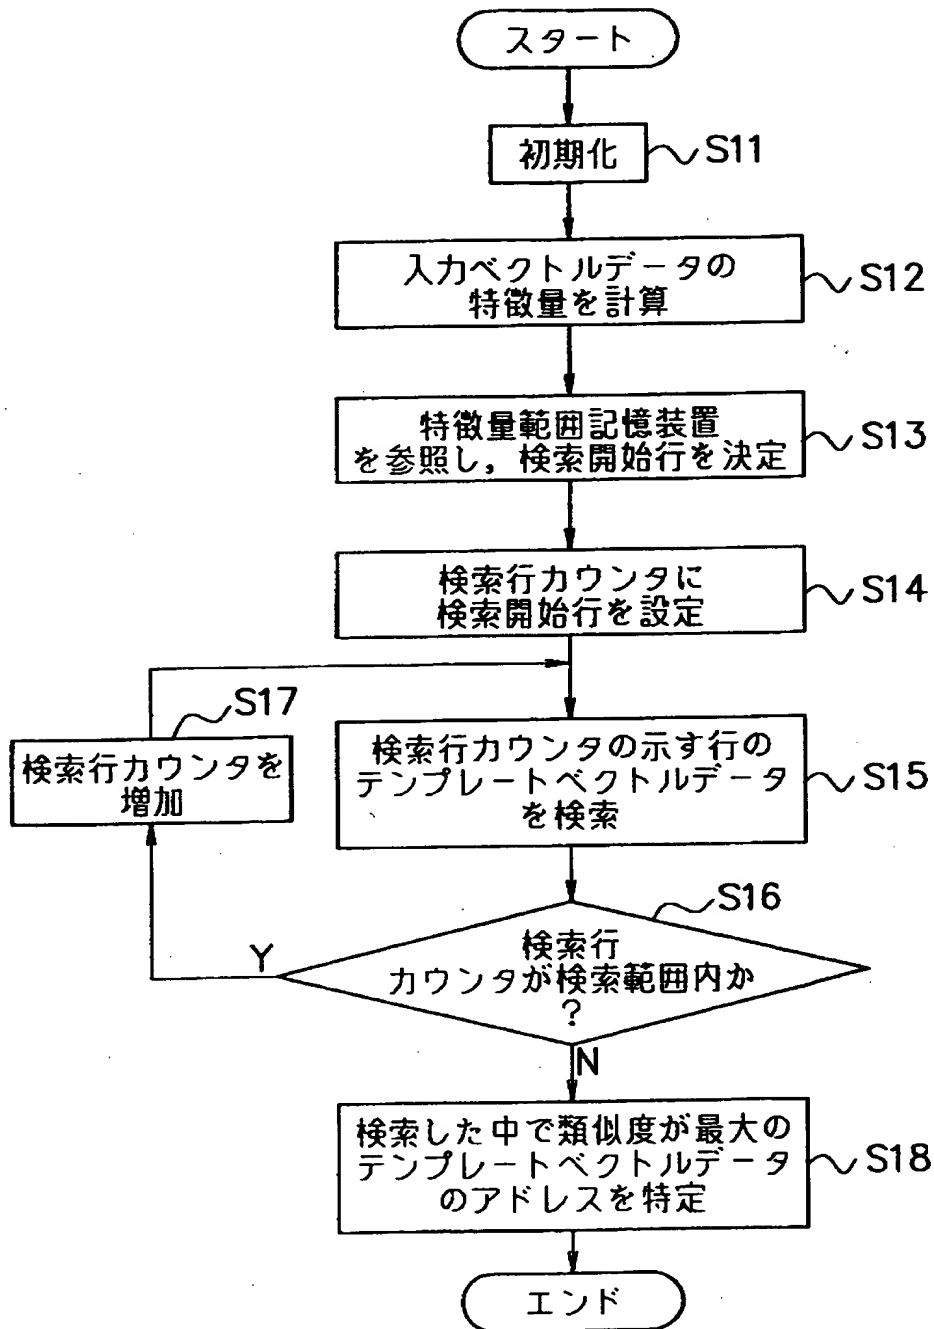 スタート
初期化
S11
入力ベクトルデータの
特徴量を計算
S12
特徴量範囲記憶装置
を参照し，検索開始行を決定
S13
検索行カウンタに
検索開始行を設定
S14
S17
検索行カウンタを
増加
検索行カウンタの示す行の
テンプレートベクトルデータ
を検索
S15
S16
検索行
カウンタが検索範囲内か
？
Y
N
検索した中で類似度が最大の
テンプレートベクトルデータ
のアドレスを特定
S18
エンド